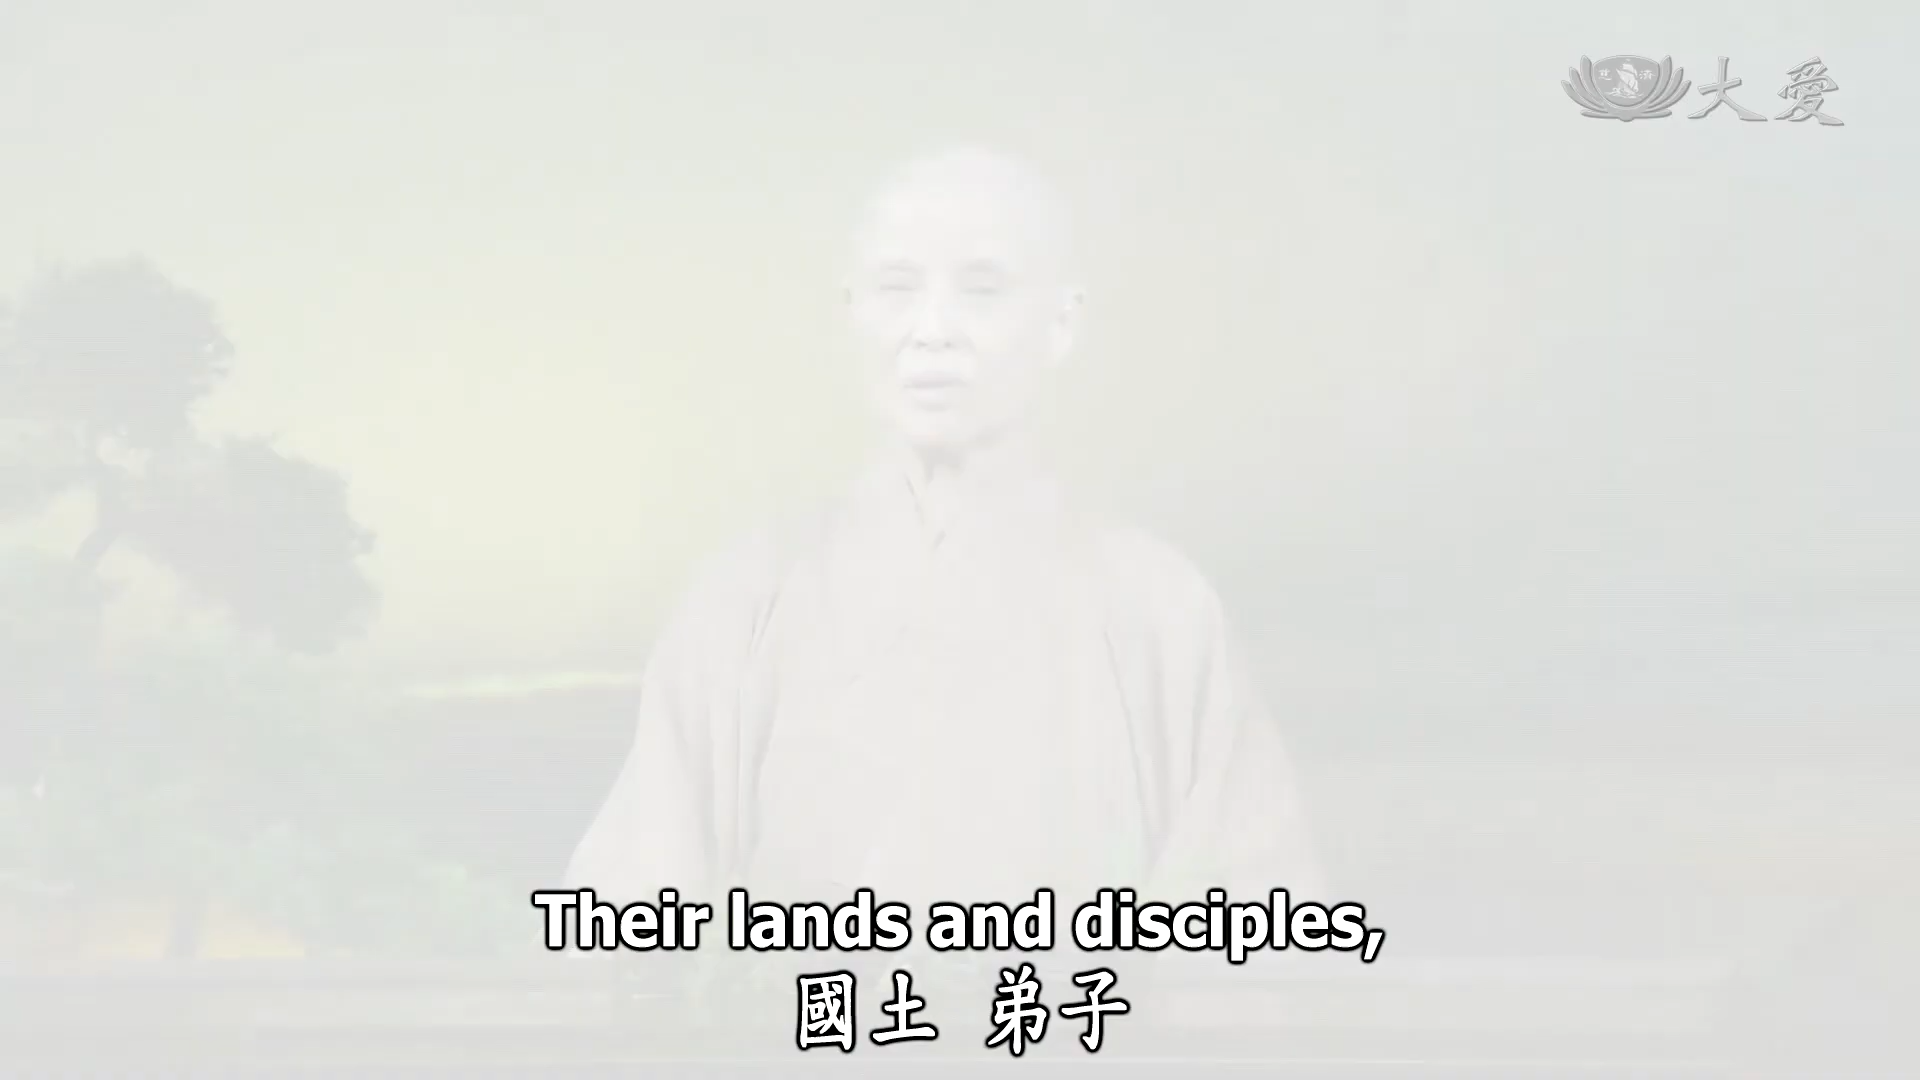 大愛
Their lands and disciples,
國土 弟子